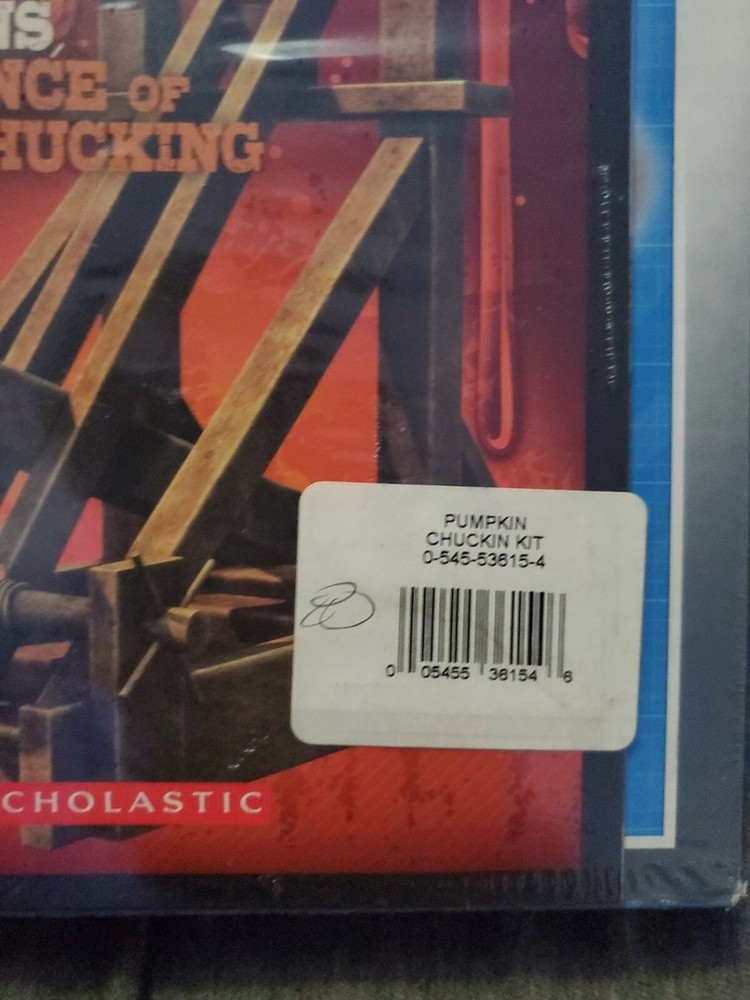 NS,
NCE OF
HUCKING
PUMPKIN
CHUCKIN KIT
0-545-53615-4
0 05455 36154 6
CHOLASTIC